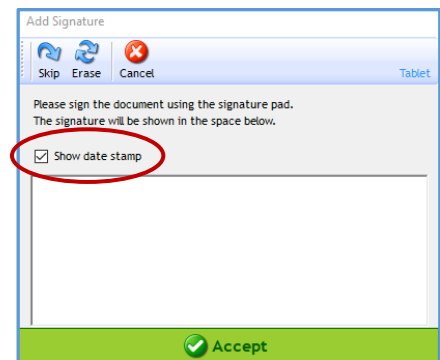 Add Signature
Skip Erase Cancel Tablet
Please sign the document using the signature pad.
The signature will be shown in the space below.
Show date stamp
Accept